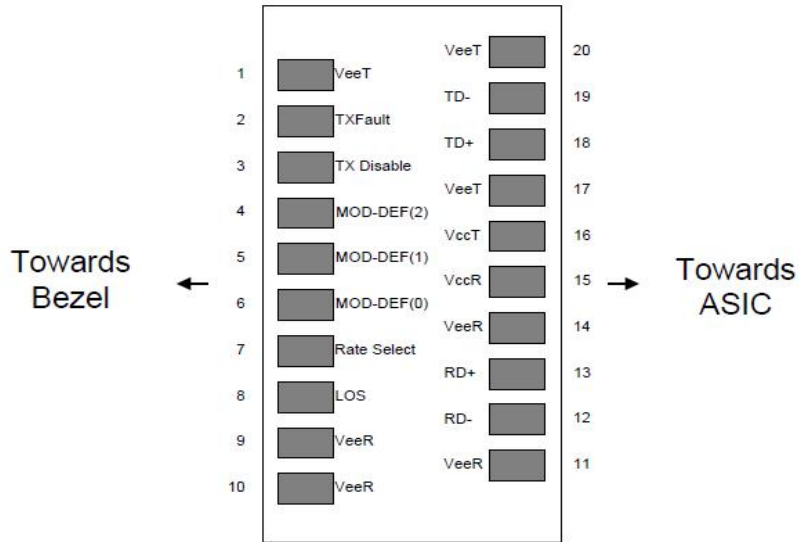 VeeT 20
1 VeeT
TD- 19
2 TXFault
TD+ 18
3 TX Disable
VeeT 17
4 MOD-DEF(2)
VccT 16
5 MOD-DEF(1)
Towards
Bezel
VccR 15
Towards
ASIC
6 MOD-DEF(0)
VeeR 14
7 Rate Select
RD+ 13
8 LOS
RD- 12
9 VeeR
VeeR 11
10 VeeR